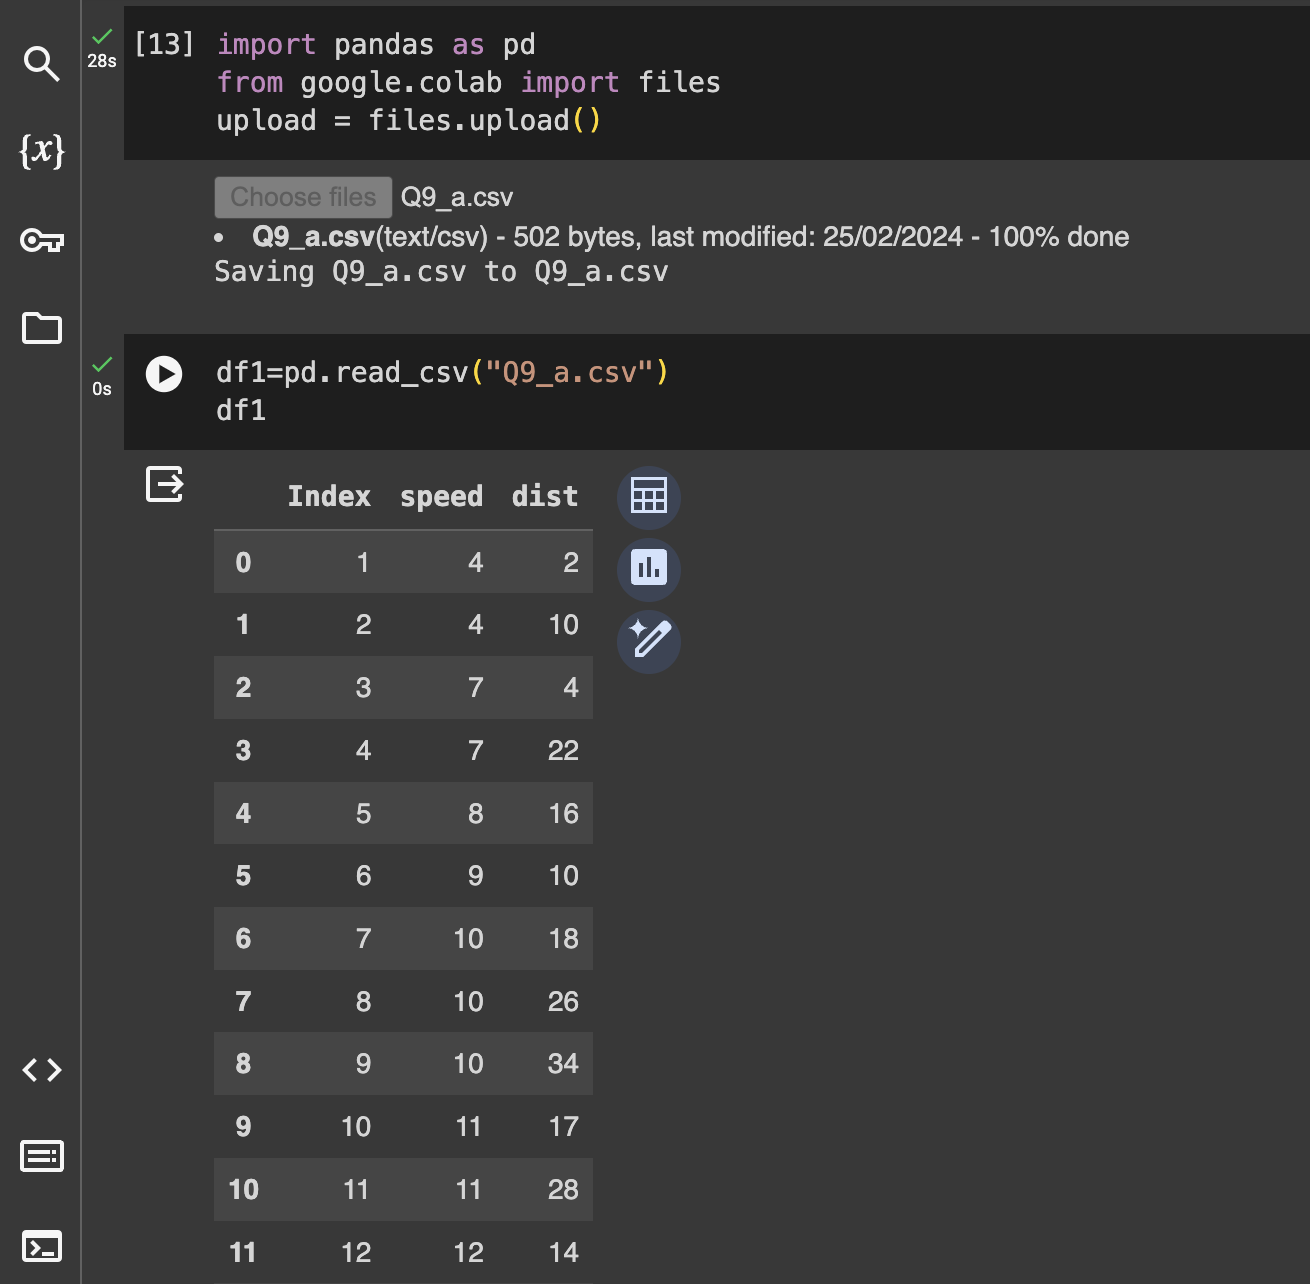 [13] import pandas as pd
28s
from google.colab import files
upload = files.upload()
{x}
Choose files Q9_a.csv
• Q9_a.csv(text/csv) - 502 bytes, last modified: 25/02/2024 - 100% done
Saving Q9_a.csv to Q9_a.csv
df1=pd.read_csv("Q9_a.csv")
0s
df1
Index speed dist
0 1 4 2
1 2 4 10
2 3 7 4
3 4 7 22
4 5 8 16
5 6 9 10
6 7 10 18
7 8 10 26
8 9 10 34
9 10 11 17
10 11 11 28
11 12 12 14